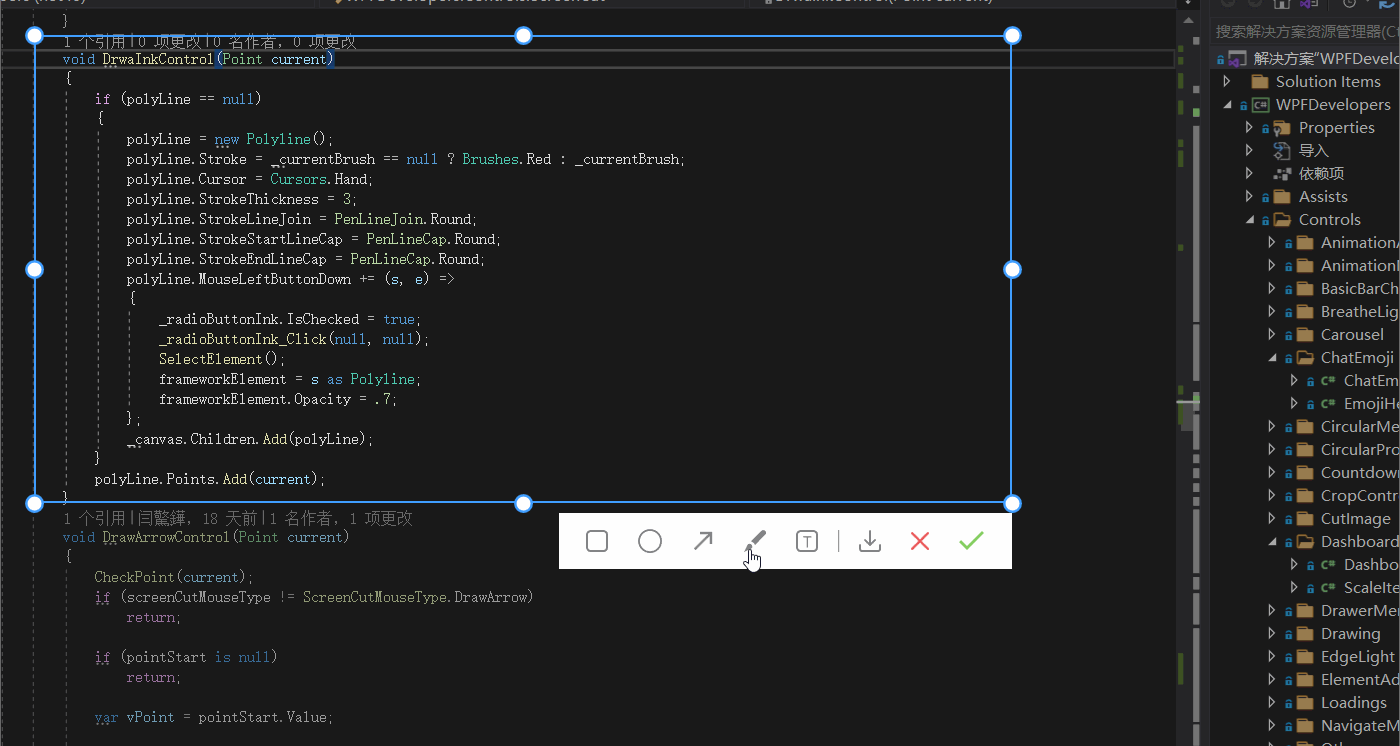 }
1 个引用|0 项更改|0 名作者, 0 项更改
void DrwaInkControl(Point current)
{
if (polyLine == null)
{
polyLine = new Polyline();
polyLine.Stroke = _currentBrush == null ? Brushes.Red : _currentBrush;
polyLine.Cursor = Cursors.Hand;
polyLine.StrokeThickness = 3;
polyLine.StrokeLineJoin = PenLineJoin.Round;
polyLine.StrokeStartLineCap = PenLineCap.Round;
polyLine.StrokeEndLineCap = PenLineCap.Round;
polyLine.MouseLeftButtonDown += (s, e) =>
{
_radioButtonInk.IsChecked = true;
_radioButtonInk_Click(null, null);
SelectElement();
frameworkElement = s as Polyline;
frameworkElement.Opacity = .7;
};
_canvas.Children.Add(polyLine);
}
polyLine.Points.Add(current);
}
1 个引用|闫驚鏵, 18 天前|1 名作者, 1 项更改
void DrawArrowControl(Point current)
{
CheckPoint(current);
if (screenCutMouseType != ScreenCutMouseType.DrawArrow)
return;
if (pointStart is null)
return;
var vPoint = pointStart.Value;
T
搜索解决方案资源管理器(Ct
解决方案"WPFDevelo
Solution Items
C# WPFDevelopers
Properties
导入
依赖项
Assists
Controls
AnimationA
Animation
BasicBarCh
BreatheLig
Carousel
ChatEmoji
C# ChatEm
C# EmojiHe
CircularMe
CircularPro
Countdow
CropContr
CutImage
Dashboard
C# Dashbo
C# ScaleIte
DrawerMe
Drawing
EdgeLight
ElementAd
Loadings
NavigateM